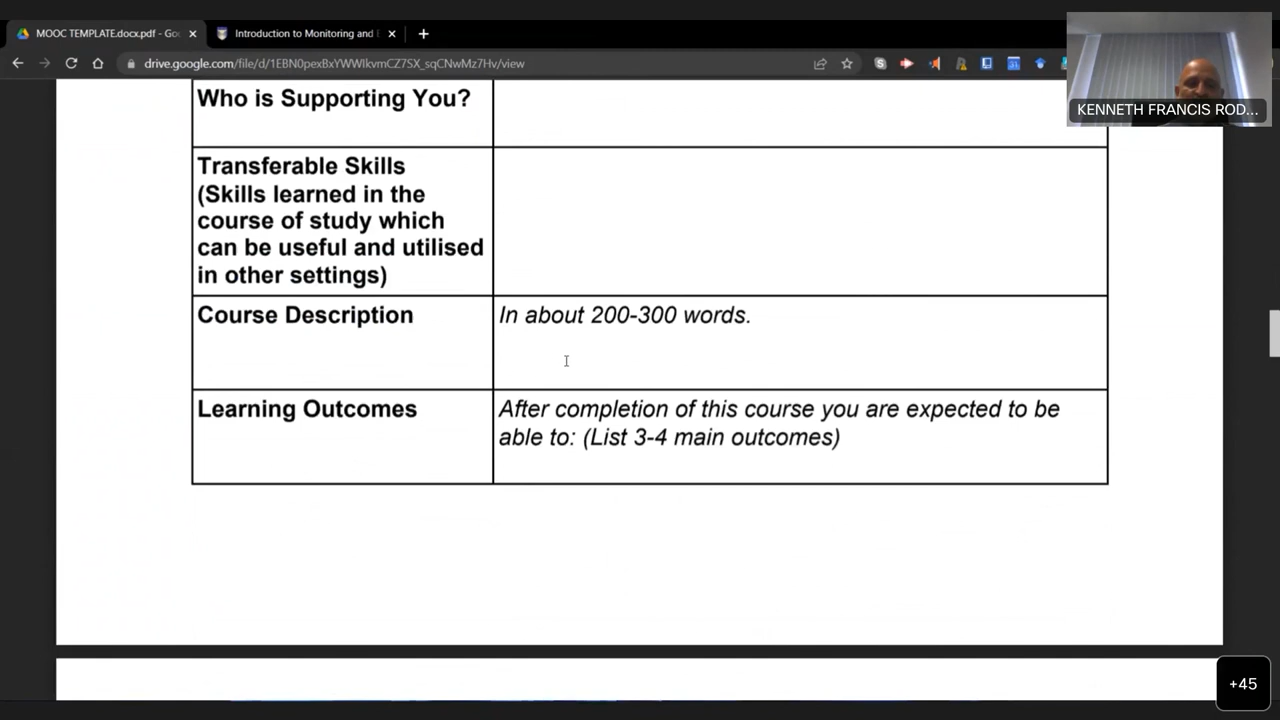 MOOC TEMPLATE.docx.pdf - Goo
Introduction to Monitoring and E
drive.google.com/file/d/1EBN0pexBxYWWIkvmCZ7SX_sqCNwMz7Hv/view
KENNETH FRANCIS ROD...
Who is Supporting You?
Transferable Skills
(Skills learned in the
course of study which
can be useful and utilised
in other settings)
Course Description
In about 200-300 words.
Learning Outcomes
After completion of this course you are expected to be
able to: (List 3-4 main outcomes)
+45